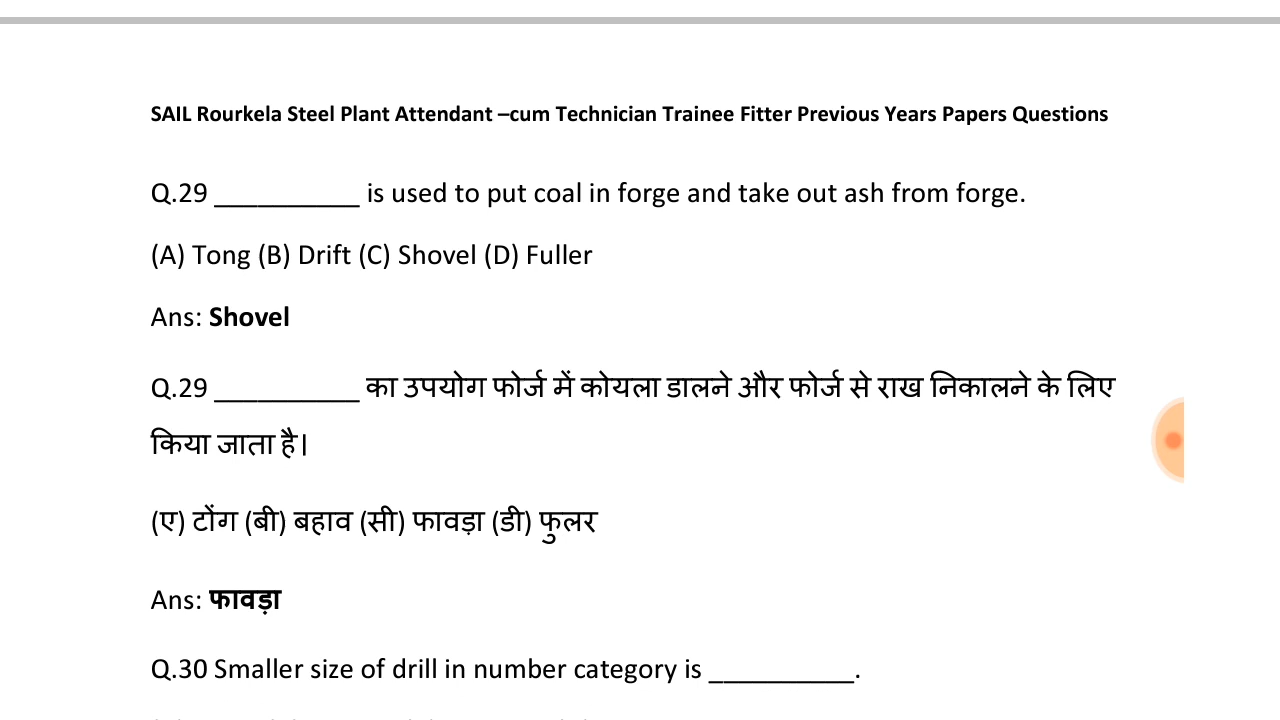 SAIL Rourkela Steel Plant Attendant –cum Technician Trainee Fitter Previous Years Papers Questions
Q.29 __________ is used to put coal in forge and take out ash from forge.
(A) Tong (B) Drift (C) Shovel (D) Fuller
Ans: Shovel
Q.29 __________ का उपयोग फोर्ज में कोयला डालने और फोर्ज से राख निकालने के लिए
किया जाता है।
(ए) टोंग (बी) बहाव (सी) फावड़ा (डी) फुलर
Ans: फावड़ा
Q.30 Smaller size of drill in number category is __________.